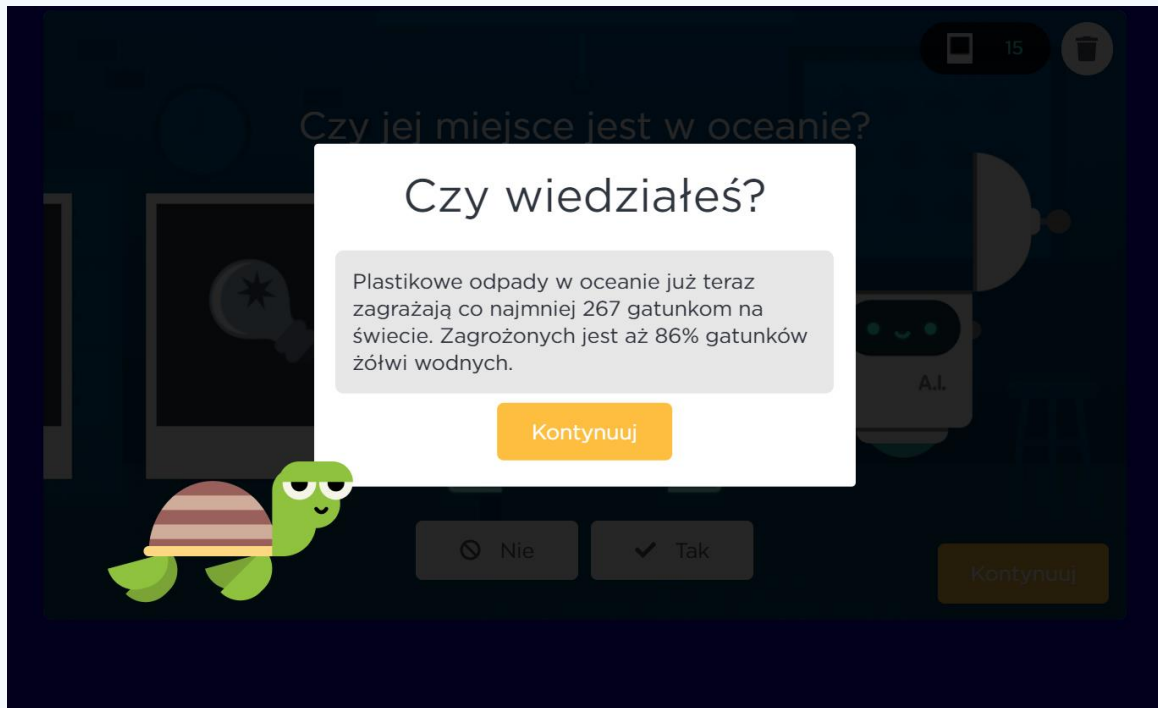 15
Czy jej miejsce jest w oceanie?
Czy wiedziałeś?
Plastikowe odpady w oceanie już teraz
zagrażają co najmniej 267 gatunkom na
świecie. Zagrożonych jest aż 86% gatunków
żółwi wodnych.
Kontynuuj
A.I.
Nie
Tak
Kontynuuj